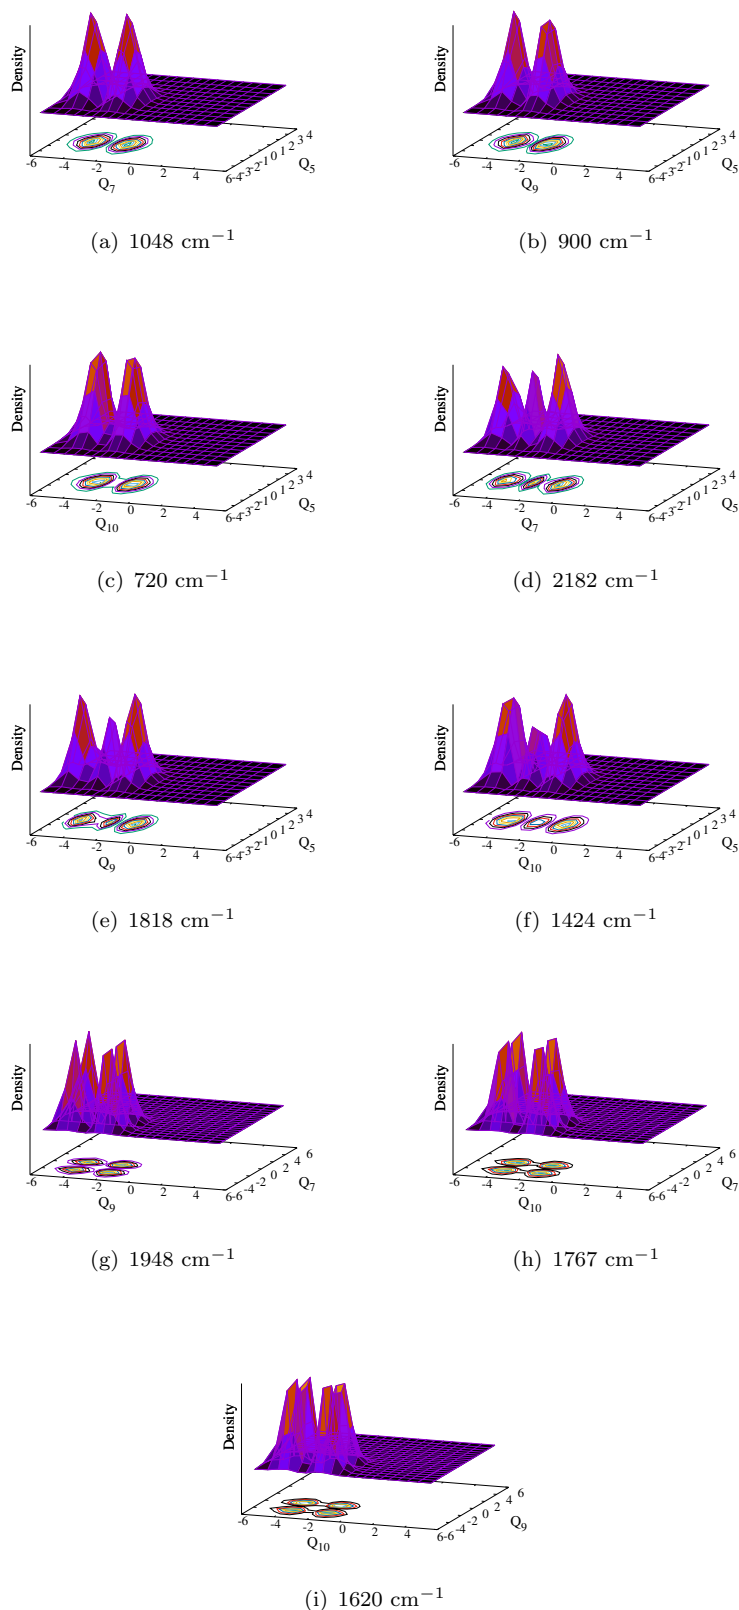 Density
-6 -4 -2 0 2 4 6
-4 -3 -2 -1 0 1 2 3 4
Q7 Q5
(a) 1048 cm−1
Density
-6 -4 -2 0 2 4 6
-4 -3 -2 -1 0 1 2 3 4
Q9 Q5
(b) 900 cm−1
Density
-6 -4 -2 0 2 4 6
-4 -3 -2 -1 0 1 2 3 4
Q10 Q5
(c) 720 cm−1
Density
-6 -4 -2 0 2 4 6
-4 -3 -2 -1 0 1 2 3 4
Q7 Q5
(d) 2182 cm−1
Density
-6 -4 -2 0 2 4 6
-4 -3 -2 -1 0 1 2 3 4
Q9 Q5
(e) 1818 cm−1
Density
-6 -4 -2 0 2 4 6
-4 -3 -2 -1 0 1 2 3 4
Q10 Q5
(f) 1424 cm−1
Density
-6 -4 -2 0 2 4 6
-6 -4 -2 0 2 4 6
Q9 Q7
(g) 1948 cm−1
Density
-6 -4 -2 0 2 4 6
-6 -4 -2 0 2 4 6
Q10 Q7
(h) 1767 cm−1
Density
-6 -4 -2 0 2 4 6
-6 -4 -2 0 2 4 6
Q10 Q9
(i) 1620 cm−1